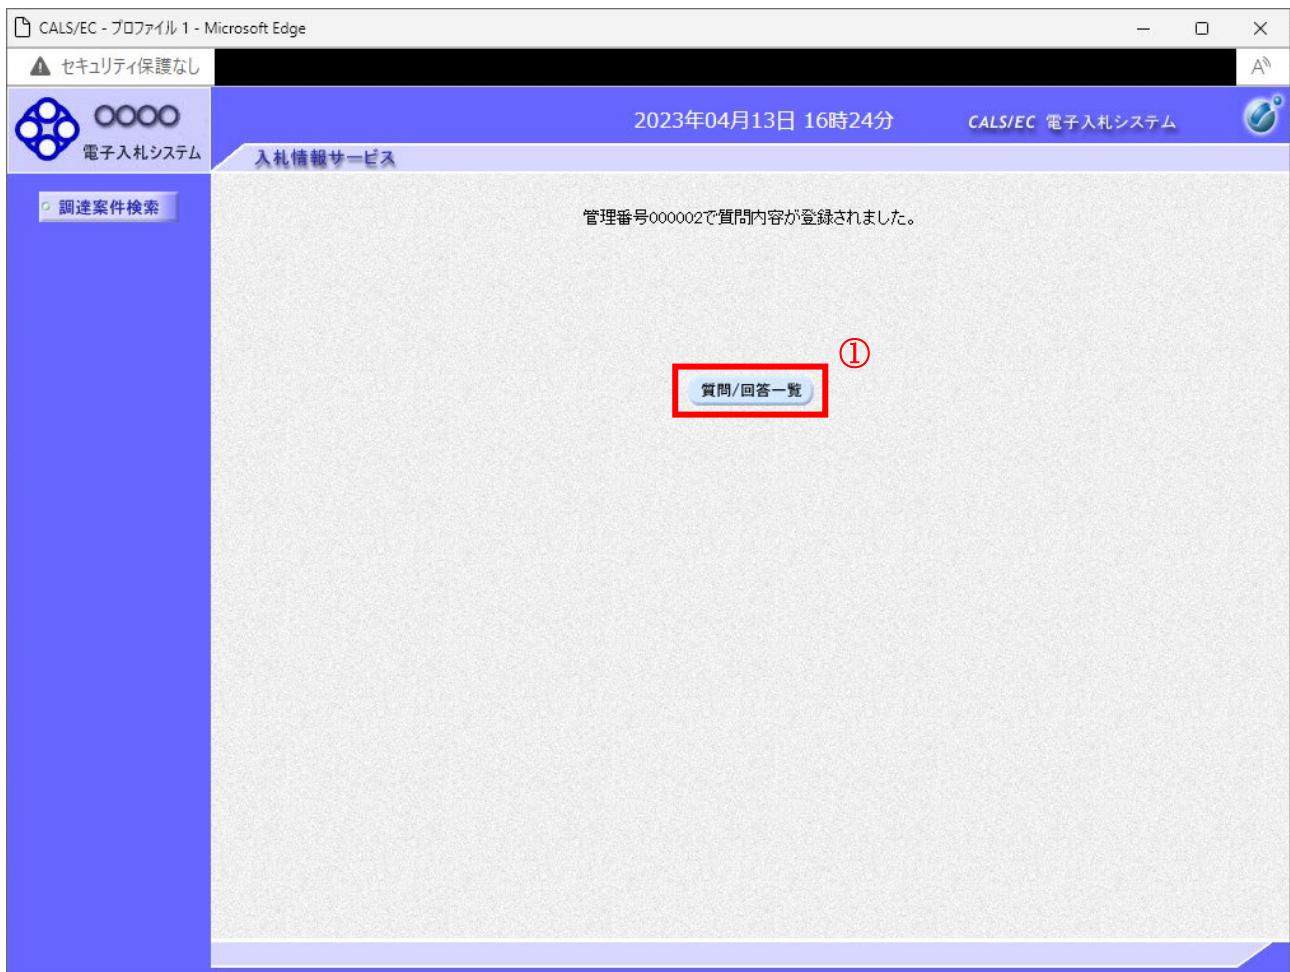 CALS/EC - プロファイル 1 - Microsoft Edge
セキュリティ保護なし
A
〇〇〇〇
電子入札システム
2023年04月13日 16時24分
CALS/EC 電子入札システム
入札情報サービス
調達案件検索
管理番号000002で質問内容が登録されました。
①
質問/回答一覧